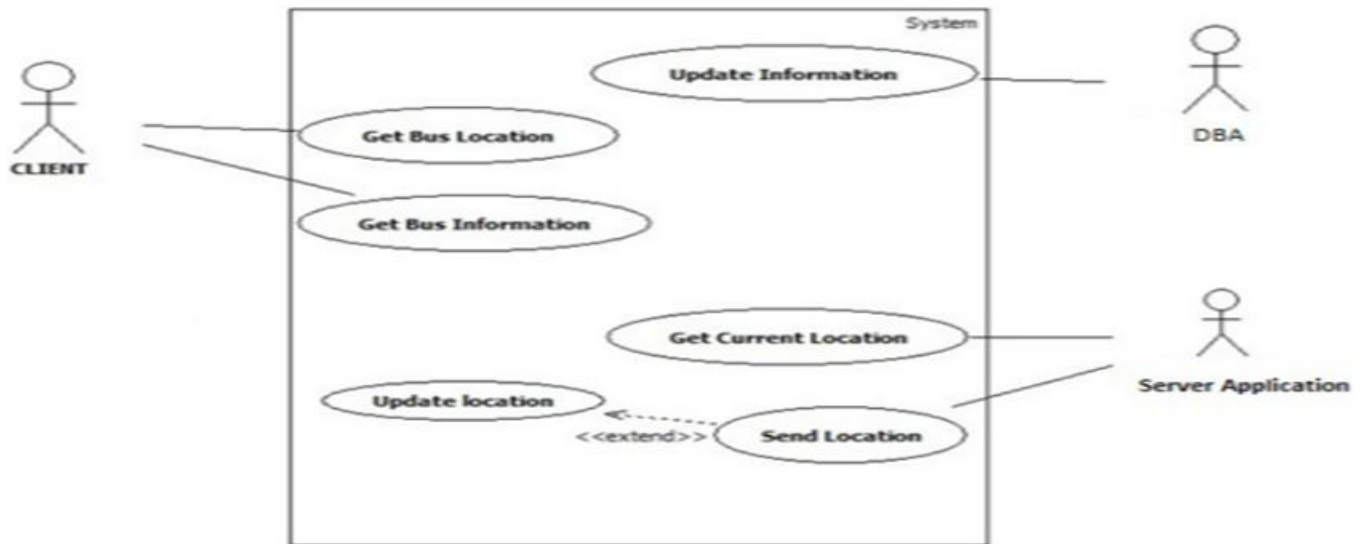 System
Update Information
DBA
CLIENT
Get Bus Location
Get Bus Information
Get Current Location
Server Application
Update location
<<extend>>
Send Location